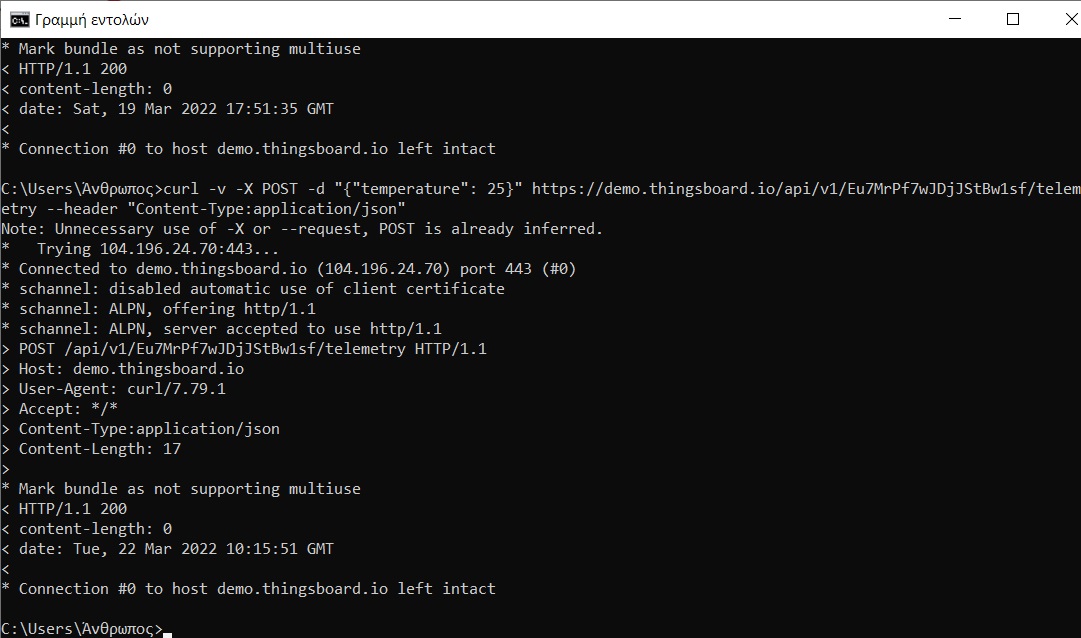 Γραμμή εντολών
* Mark bundle as not supporting multiuse
< HTTP/1.1 200
< content-length: 0
< date: Sat, 19 Mar 2022 17:51:35 GMT
<
* Connection #0 to host demo.thingsboard.io left intact
C:\Users\Άνθρωπος>curl -v -X POST -d "{"temperature": 25}" https://demo.thingsboard.io/api/v1/Eu7MrPf7wJDjJStBw1sf/telem
etry --header "Content-Type:application/json"
Note: Unnecessary use of -X or --request, POST is already inferred.
*   Trying 104.196.24.70:443...
* Connected to demo.thingsboard.io (104.196.24.70) port 443 (#0)
* schannel: disabled automatic use of client certificate
* schannel: ALPN, offering http/1.1
* schannel: ALPN, server accepted to use http/1.1
> POST /api/v1/Eu7MrPf7wJDjJStBw1sf/telemetry HTTP/1.1
> Host: demo.thingsboard.io
> User-Agent: curl/7.79.1
> Accept: */*
> Content-Type:application/json
> Content-Length: 17
>
* Mark bundle as not supporting multiuse
< HTTP/1.1 200
< content-length: 0
< date: Tue, 22 Mar 2022 10:15:51 GMT
<
* Connection #0 to host demo.thingsboard.io left intact
C:\Users\Άνθρωπος>